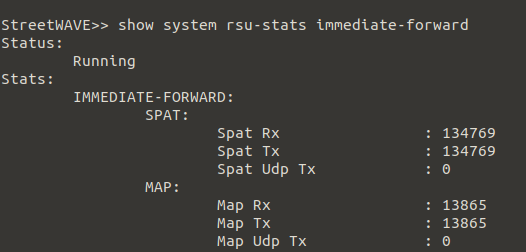 StreetWAVE>> show system rsu-stats immediate-forward
Status:
Running
Stats:
IMMEDIATE-FORWARD:
SPAT:
Spat Rx : 134769
Spat Tx : 134769
Spat Udp Tx : 0
MAP:
Map Rx : 13865
Map Tx : 13865
Map Udp Tx : 0